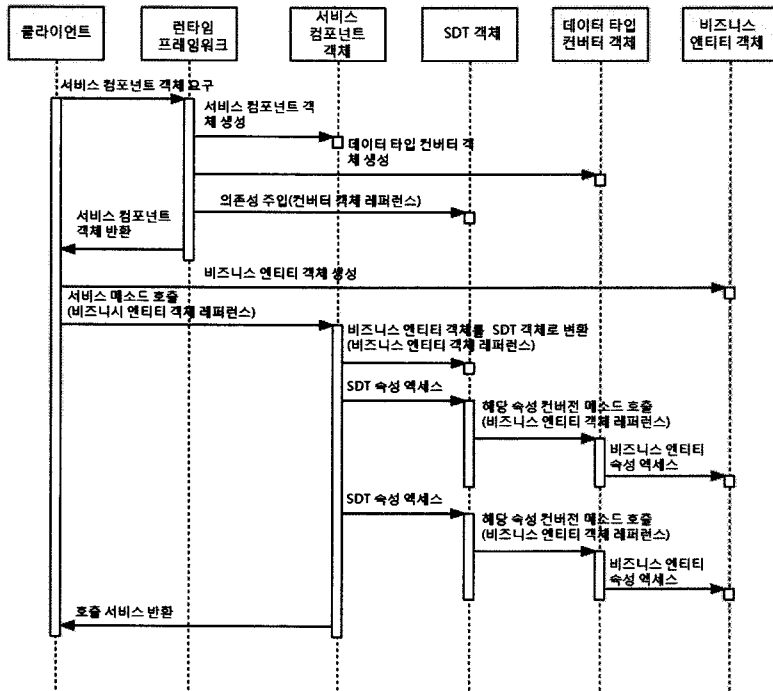 클라이언트
런타임
프레임워크
서비스
컴포넌트
객체
SDT 객체
데이터 타입
컨버터 객체
비즈니스
엔티티 객체
서비스 컴포넌트 객체 요구
서비스 컴포넌트 객
체 생성
데이터 타입 컨버터 객
체 생성
의존성 주입(컨버터 객체 레퍼런스)
서비스 컴포넌트
객체 반환
비즈니스 엔티티 객체 생성
서비스 메소드 호출
(비즈니시 엔티티 객체 레퍼런스)
비즈니스 엔티티 객체를 SDT 객체로 변환
(비즈니스 엔티티 객체 레퍼런스)
SDT 속성 엑세스
해당 속성 컨버전 메소드 호출
(비즈니스 엔티티 객체 레퍼런스)
비즈니스 엔티티
속성 엑세스
SDT 속성 엑세스
해당 속성 컨버전 메소드 호출
(비즈니스 엔티티 객체 레퍼런스)
비즈니스 엔티티
속성 엑세스
호출 서비스 반환